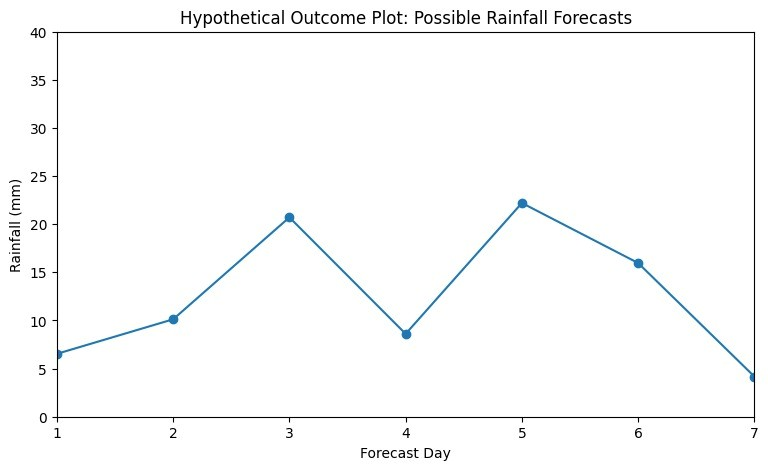 Hypothetical Outcome Plot: Possible Rainfall Forecasts
40
35
30
25
20
15
10
5
0
Rainfall (mm)
1 2 3 4 5 6 7
Forecast Day